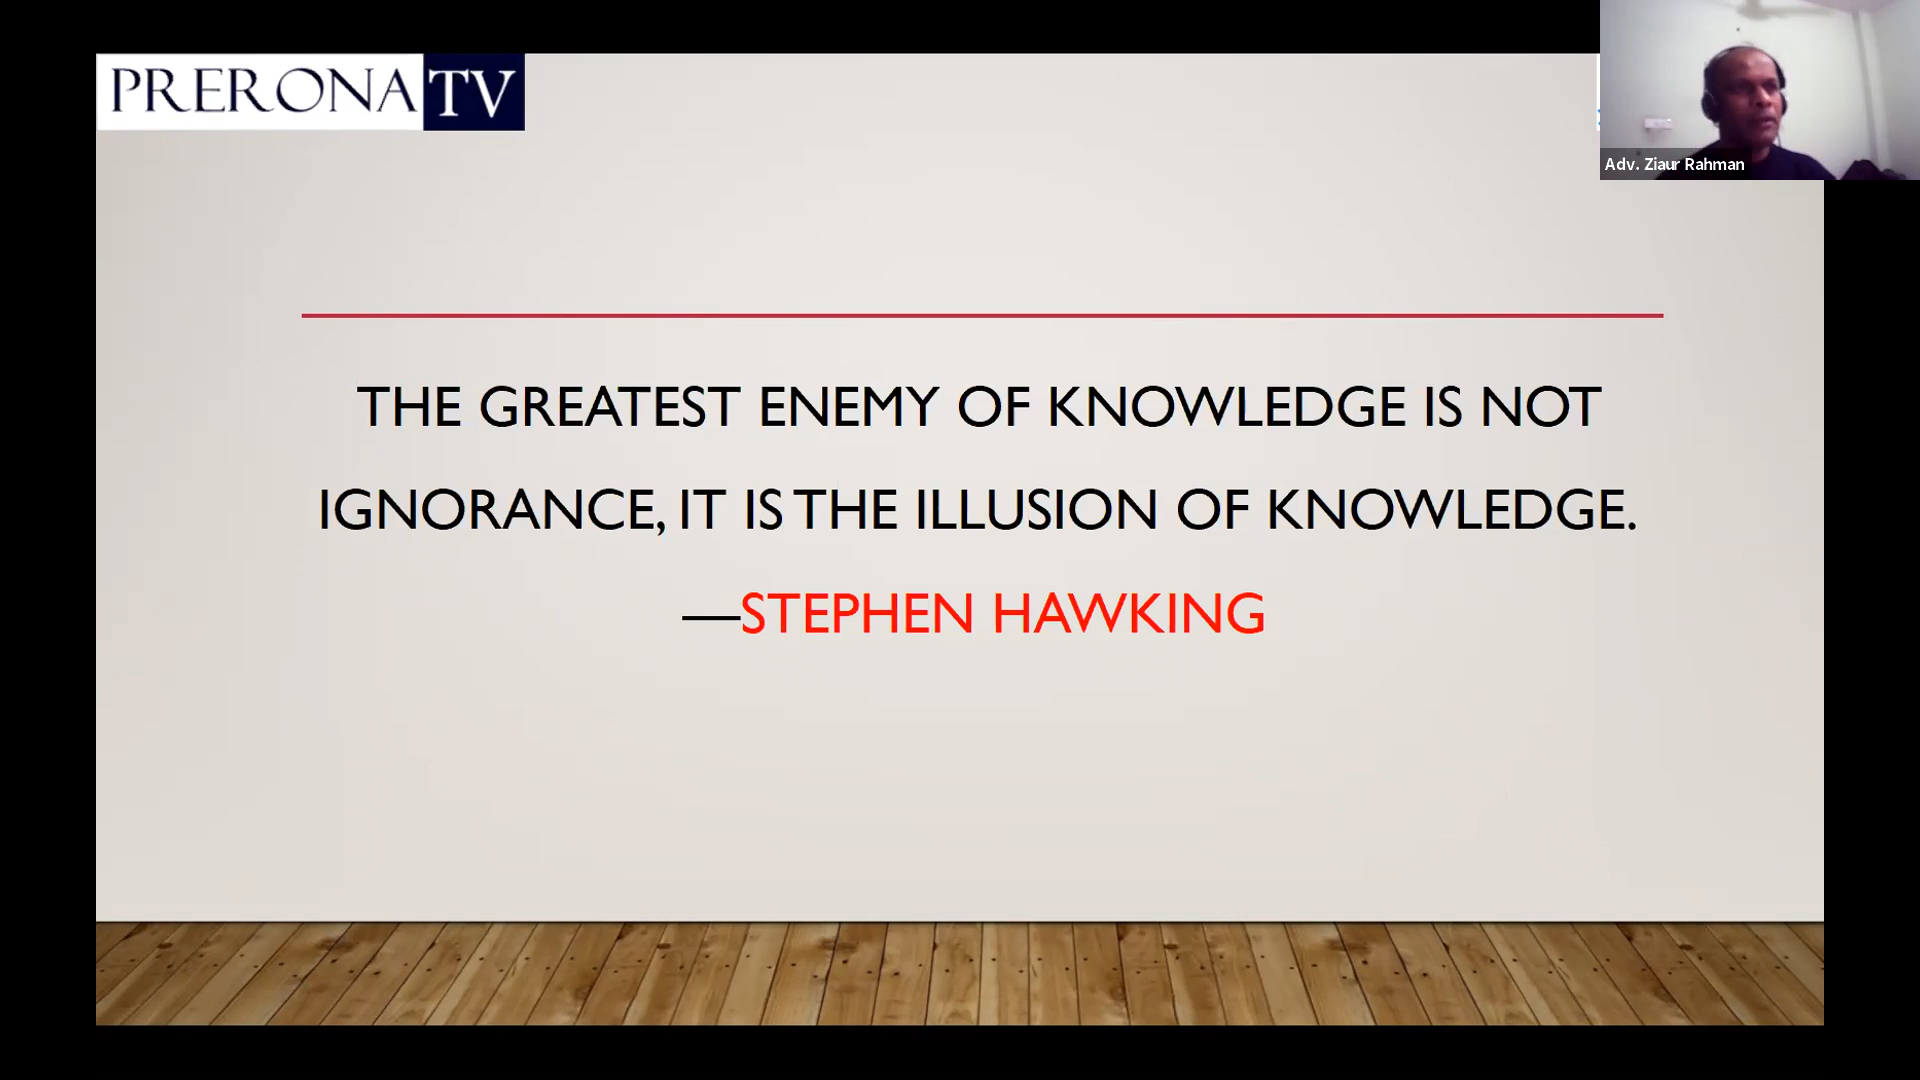 PRERONA TV
Adv. Ziaur Rahman
THE GREATEST ENEMY OF KNOWLEDGE IS NOT
IGNORANCE, IT IS THE ILLUSION OF KNOWLEDGE.
—STEPHEN HAWKING